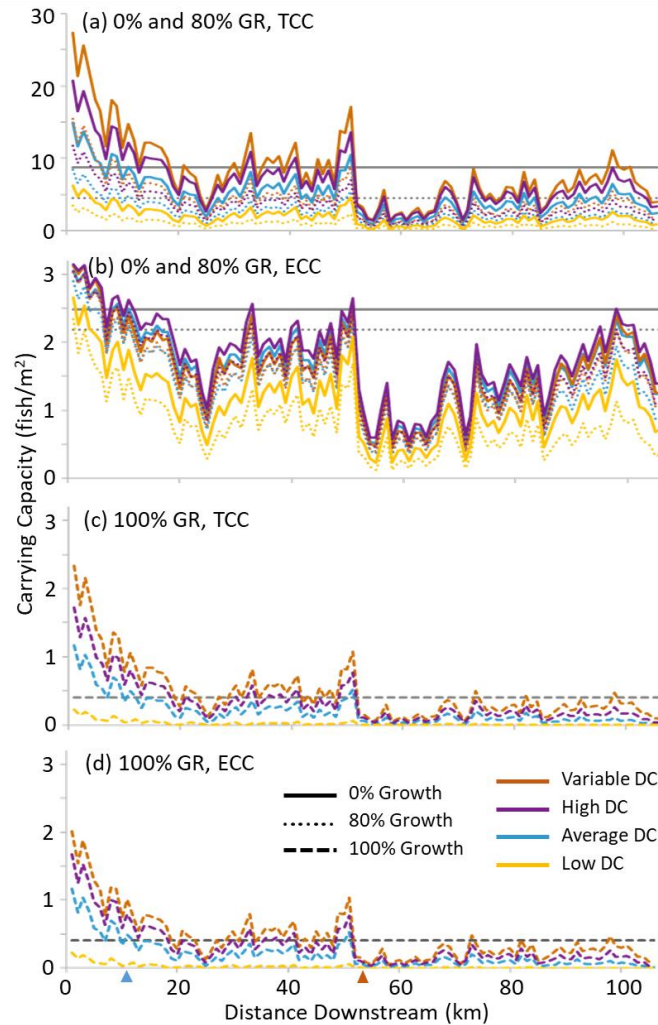 (a) 0% and 80% GR, TCC
30
20
10
0
(b) 0% and 80% GR, ECC
3
2
1
0
Carrying Capacity (fish/m²)
(c) 100% GR, TCC
3
2
1
0
(d) 100% GR, ECC
3
2
1
0
0% Growth
80% Growth
100% Growth
Variable DC
High DC
Average DC
Low DC
0 20 40 60 80 100
Distance Downstream (km)